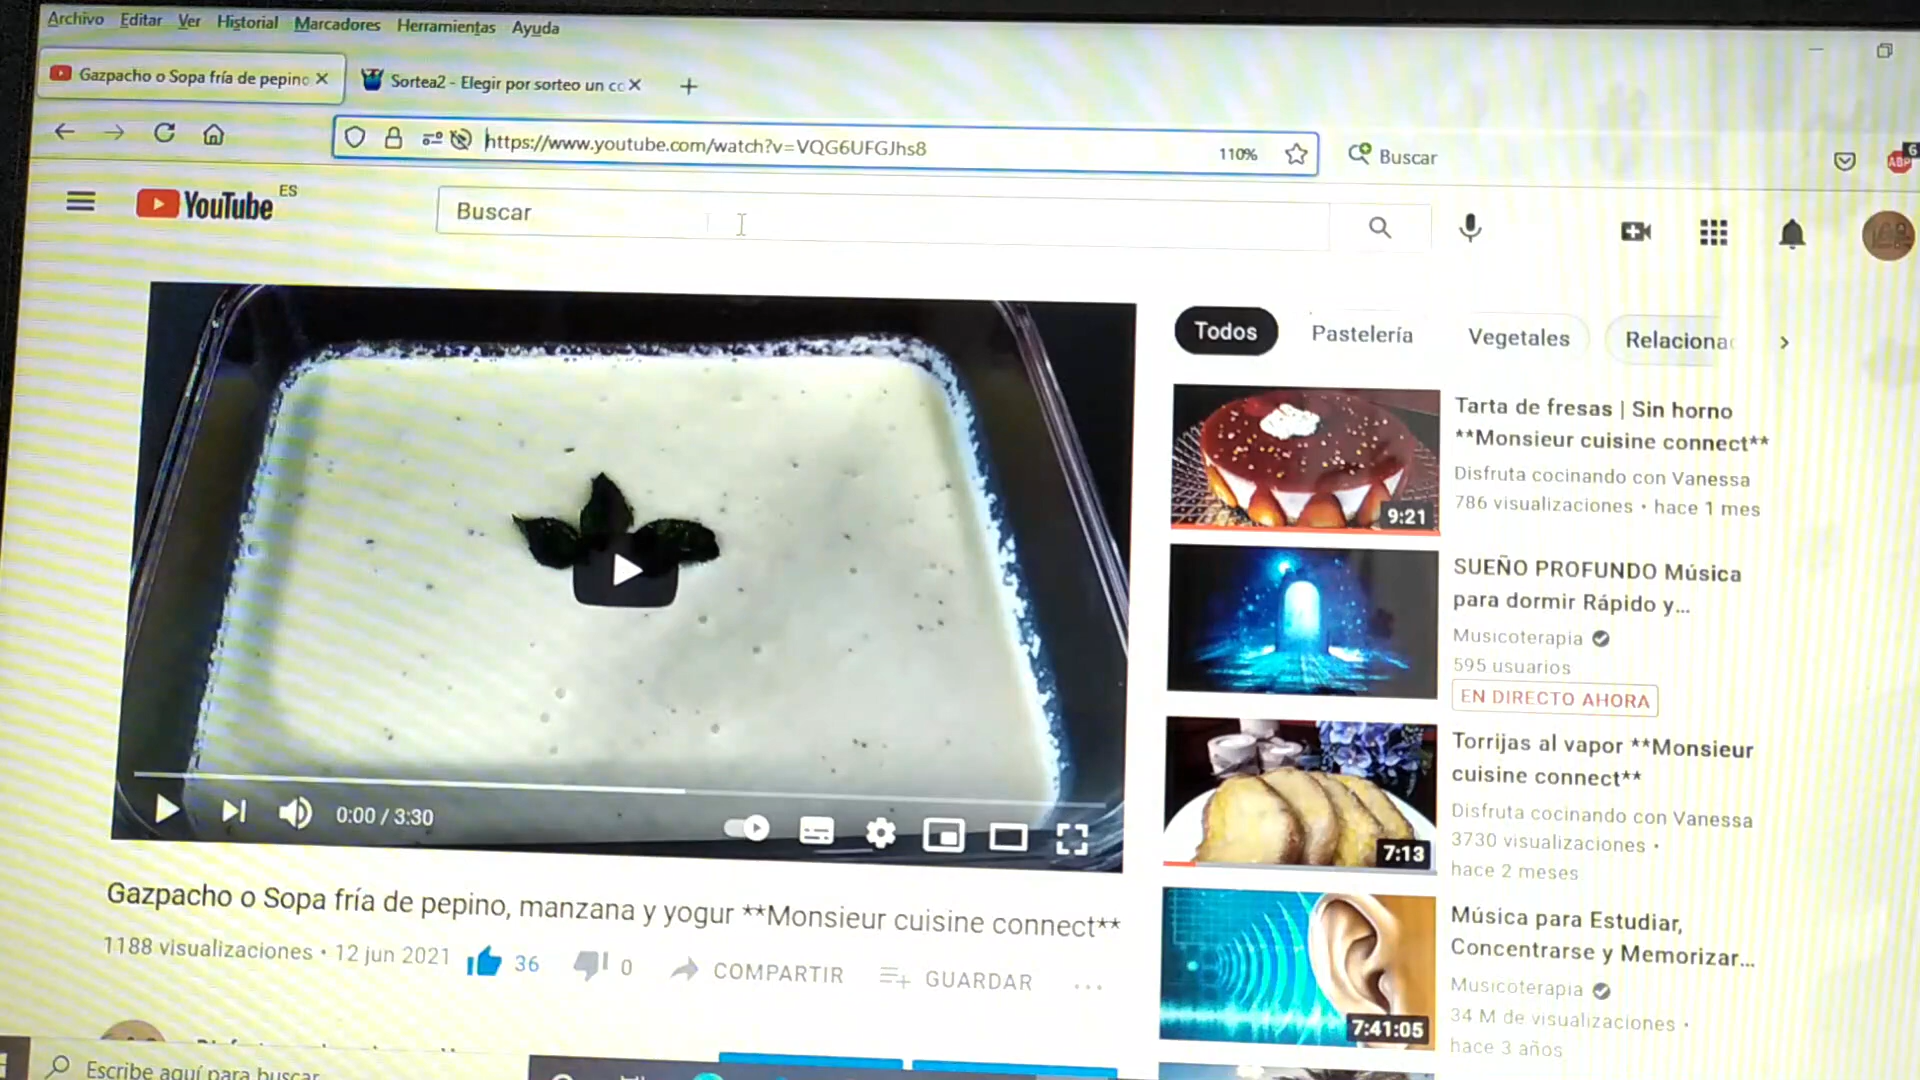 Archivo Editar Ver Historial Marcadores Herramientas Ayuda
Gazpacho o Sopa fría de pepino
Sortea2 - Elegir por sorteo un co
https://www.youtube.com/watch?v=VQG6UFGJhs8
110%
Buscar
ABP
6
YouTube ES
Buscar
Todos
Pastelería
Vegetales
Relacionad
Tarta de fresas | Sin horno
**Monsieur cuisine connect**
Disfruta cocinando con Vanessa
786 visualizaciones • hace 1 mes
9:21
SUEÑO PROFUNDO Música
para dormir Rápido y...
Musicoterapia
595 usuarios
EN DIRECTO AHORA
Torrijas al vapor **Monsieur
cuisine connect**
Disfruta cocinando con Vanessa
3730 visualizaciones •
hace 2 meses
7:13
Música para Estudiar,
Concentrarse y Memorizar...
Musicoterapia
34 M de visualizaciones •
hace 3 años
7:41:05
0:00 / 3:30
Gazpacho o Sopa fría de pepino, manzana y yogur **Monsieur cuisine connect**
1188 visualizaciones • 12 jun 2021
36
0
COMPARTIR
GUARDAR
...
Escribe aquí para buscar